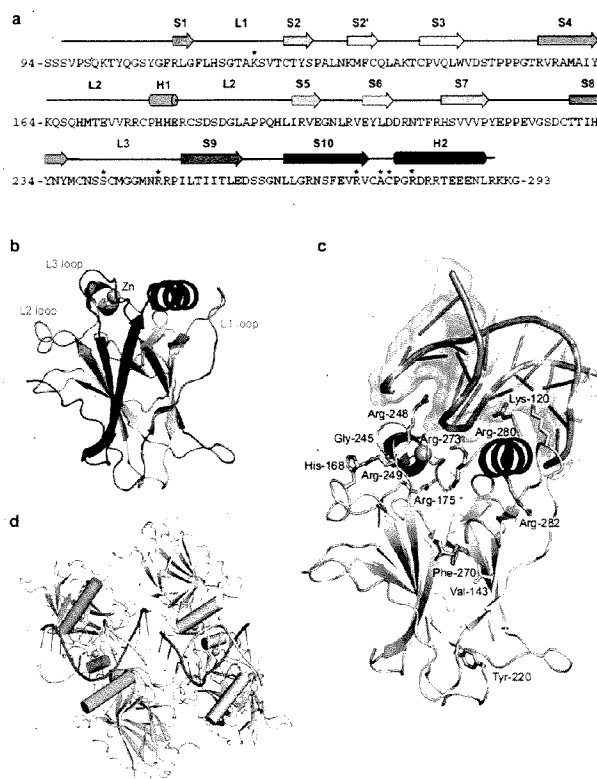 a
S1 L1 S2 S2' S3 S4
94-SSSVPSQKTYQGSYGFRLGFLHSGTAKSVTCTYSPALNKMFCQLAKTCPVQLWVDSTPPPGTRVRAMAIY
*
L2 H1 L2 S5 S6 S7 S8
164-KQSQHMTEVVRRCPHHERCSDSDGLAPPQHLIRVEGNLRVEYLDDRNTFRHSVVVPYEPPEVGSDCTTIH
L3 S9 S10 H2
* * * * * *
234-YNYMCNSSCMGGMNRRPILTIITLEDSSGNLLGRNSFEVRVCACPGRDRRTEEENLRKKG-293
b
L3 loop
Zn
L2 loop
L1 loop
c
Lys-120
Arg-248
Arg-280
Gly-245
Arg-273
His-168
Arg-249
Arg-175
Arg-282
Phe-270
Val-143
Tyr-220
d